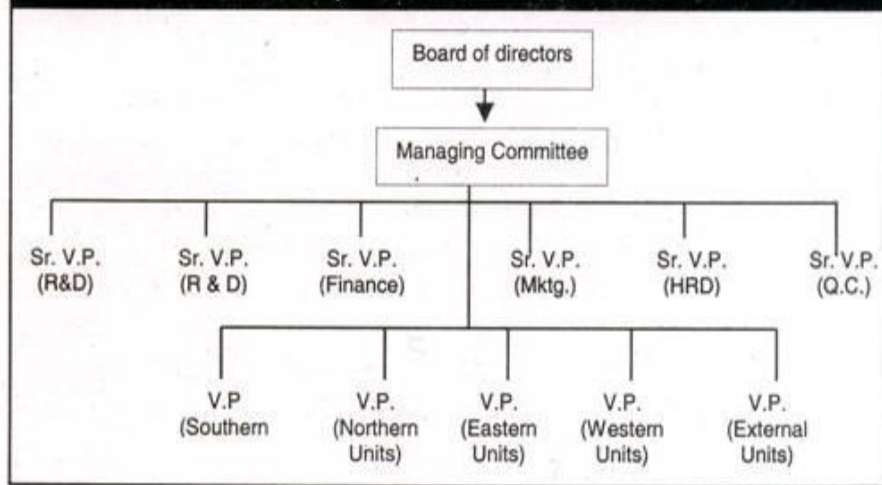 Board of directors
Managing Committee
Sr. V.P.
(R&D)
Sr. V.P.
(R & D)
Sr. V.P.
(Finance)
Sr. V.P.
(Mktg.)
Sr. V.P.
(HRD)
Sr. V.P.
(Q.C.)
V.P
(Southern
V.P.
(Northern
Units)
V.P.
(Eastern
Units)
V.P.
(Western
Units)
V.P.
(External
Units)